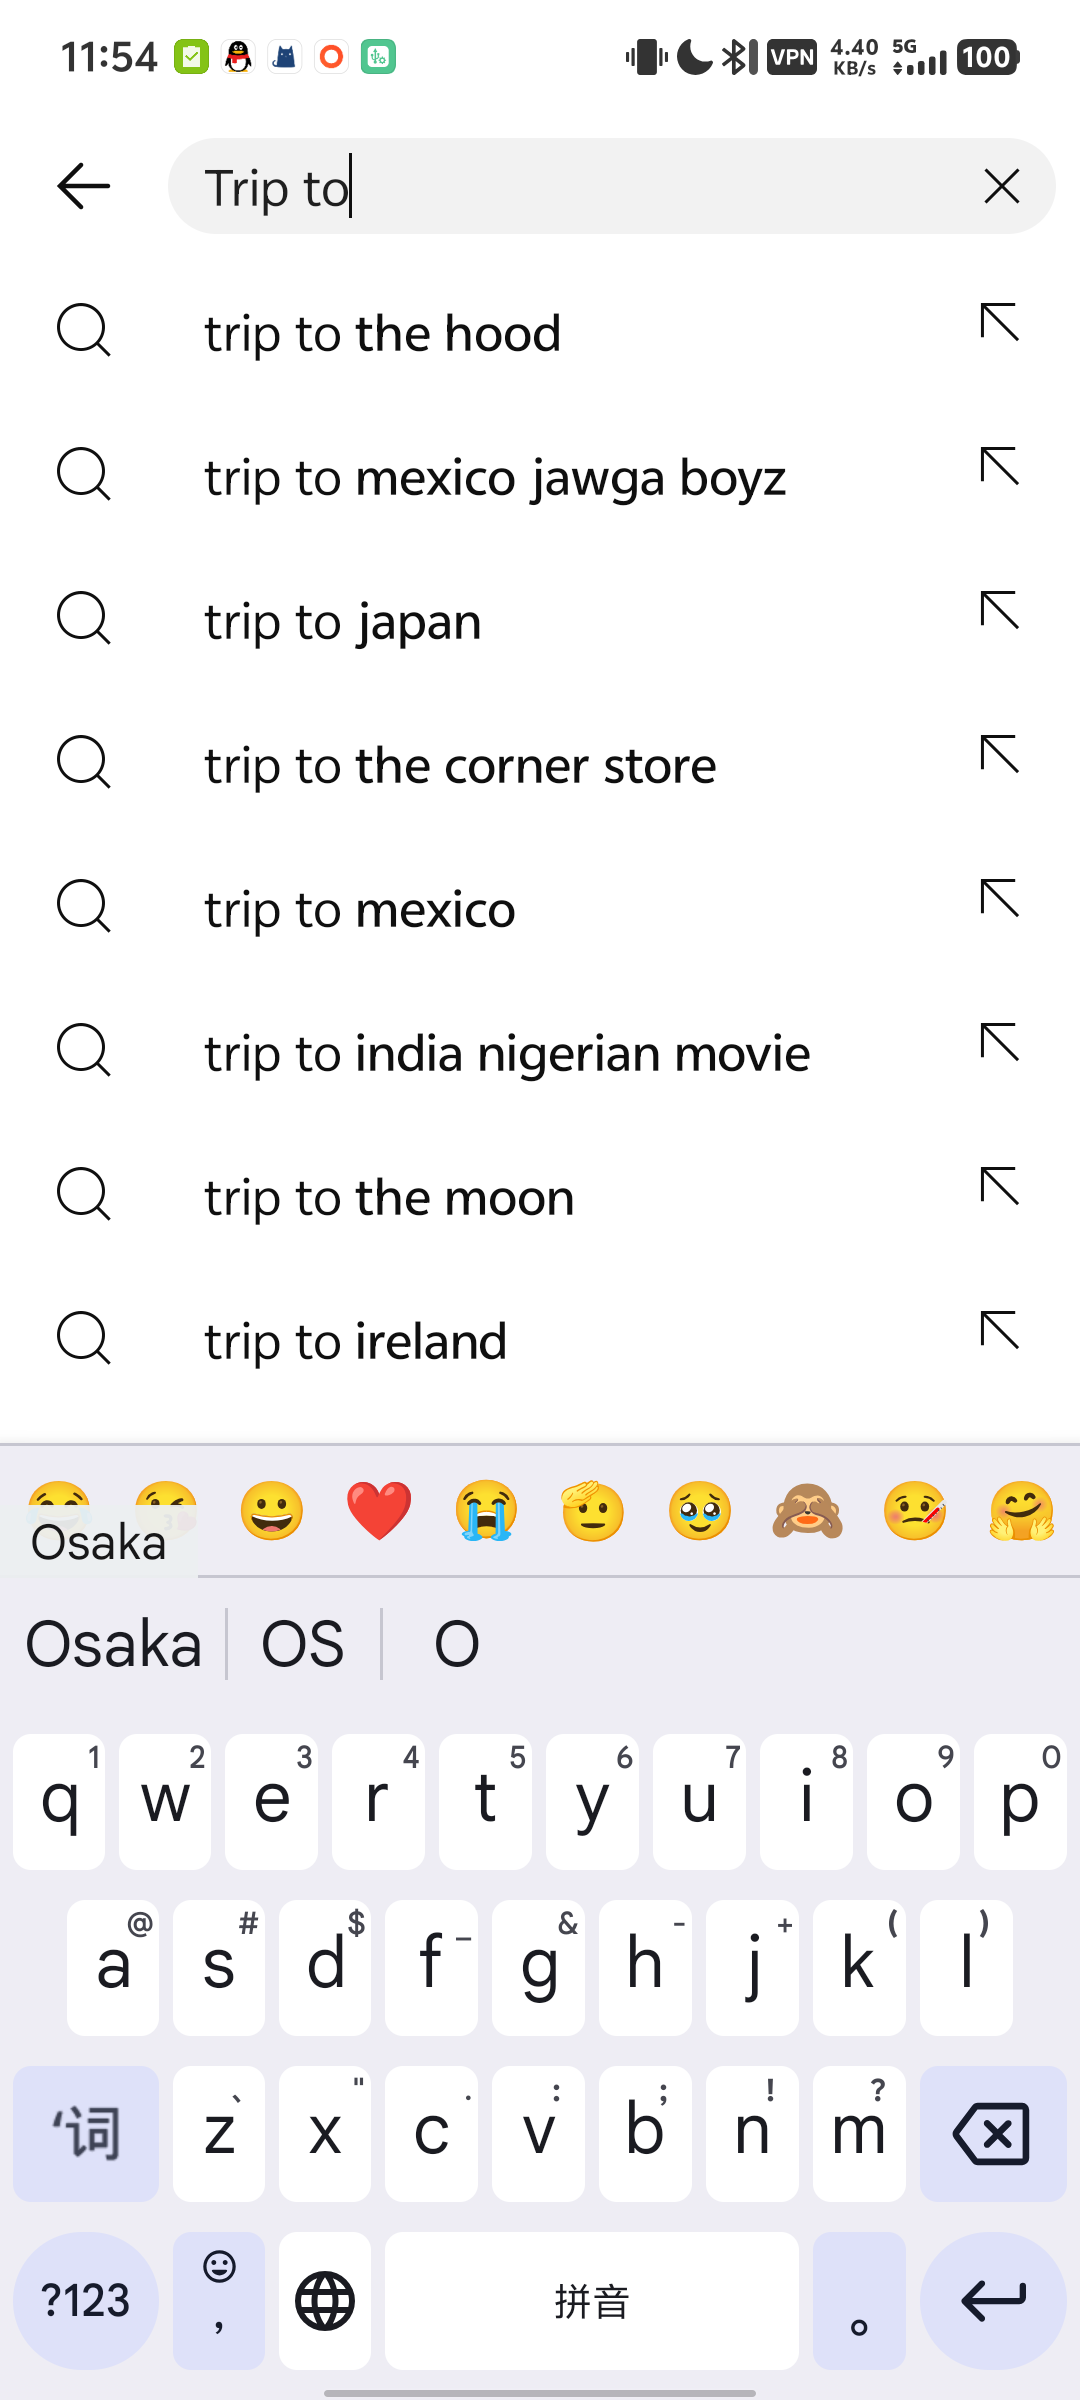 11:54 VPN 4.40 KB/s 5G 100
Trip to
trip to the hood
trip to mexico jawga boyz
trip to japan
trip to the corner store
trip to mexico
trip to india nigerian movie
trip to the moon
trip to ireland
Osaka
Osaka OS O
1 2 3 4 5 6 7 8 9 0
q w e r t y u i o p
@ # $ _ & - + ( )
a s d f g h j k l
、 " . : ; ! ?
‘词 z x c v b n m
?123 , 拼音 。